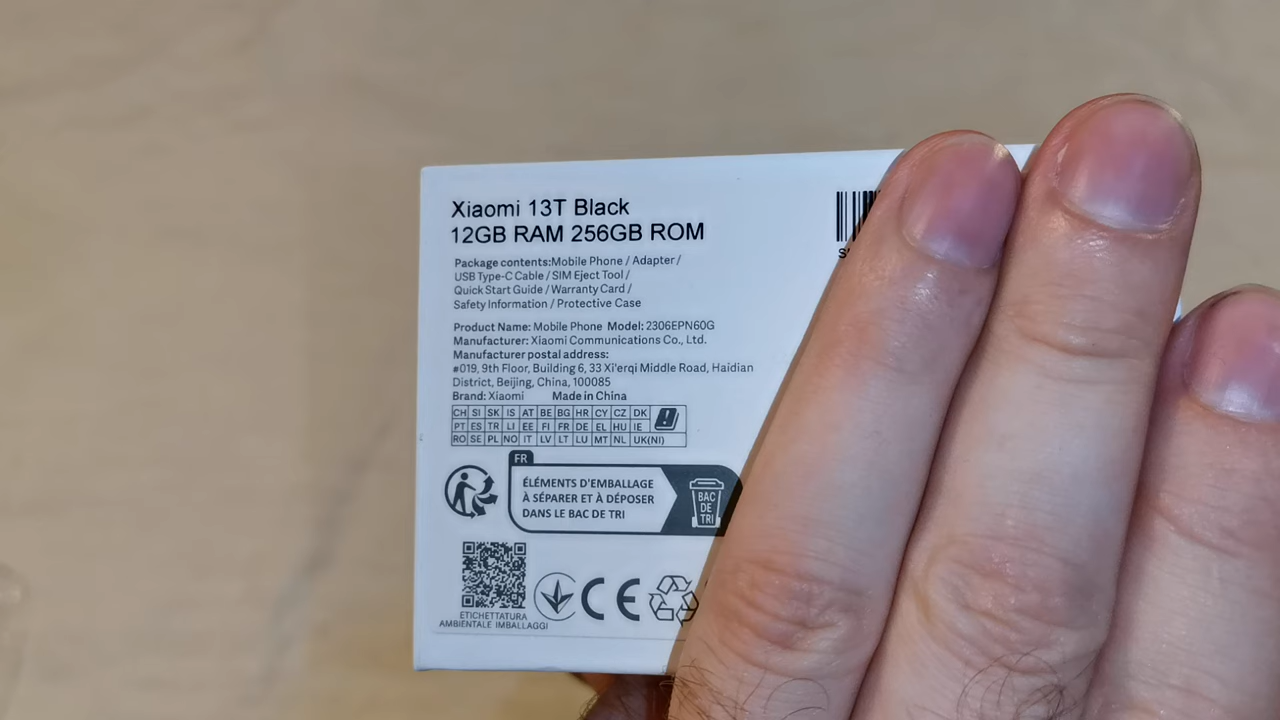 Xiaomi 13T Black
12GB RAM 256GB ROM
Package contents:Mobile Phone / Adapter /
USB Type-C Cable / SIM Eject Tool /
Quick Start Guide / Warranty Card /
Safety Information / Protective Case
Product Name: Mobile Phone Model: 2306EPN60G
Manufacturer: Xiaomi Communications Co., Ltd.
Manufacturer postal address:
#019, 9th Floor, Building 6, 33 Xi'erqi Middle Road, Haidian
District, Beijing, China, 100085
Brand: Xiaomi Made in China
CH SI SK IS AT BE BG HR CY CZ DK
PT ES TR LI EE FI FR DE EL HU IE
RO SE PL NO IT LV LT LU MT NL UK(NI)
FR
ÉLÉMENTS D'EMBALLAGE
À SÉPARER ET À DÉPOSER
DANS LE BAC DE TRI
BAC
DE
TRI
CE
ETICHETTATURA
AMBIENTALE IMBALLAGGI